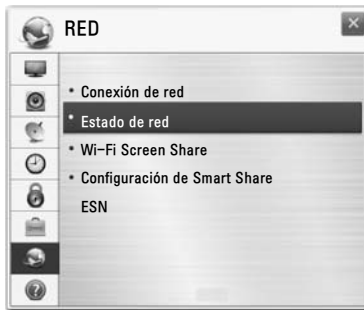 RED
• Conexión de red
• Estado de red
• Wi-Fi Screen Share
• Configuración de Smart Share
ESN